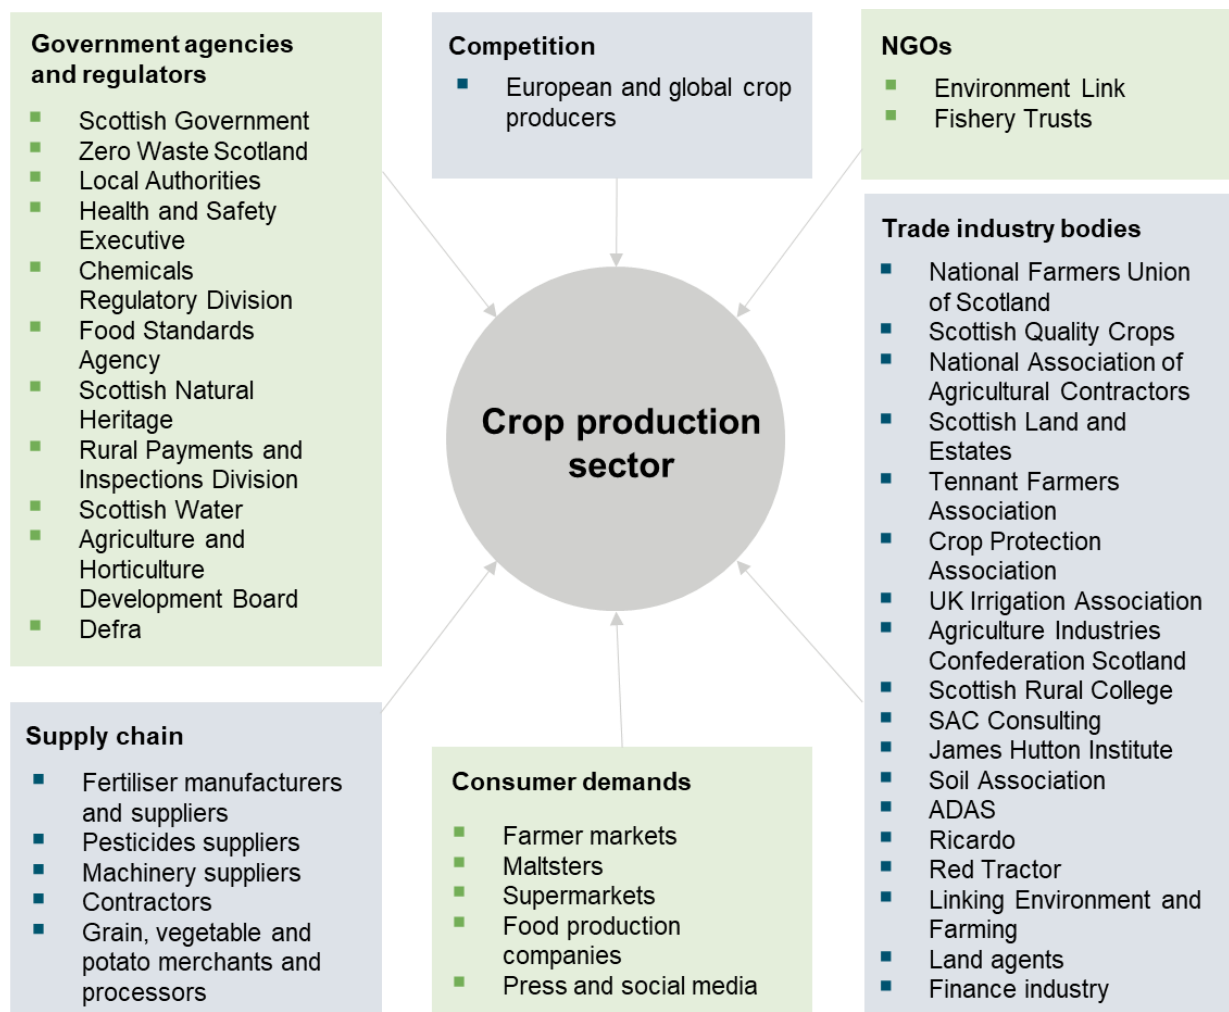 Government agencies
and regulators
Scottish Government
Zero Waste Scotland
Local Authorities
Health and Safety
Executive
Chemicals
Regulatory Division
Food Standards
Agency
Scottish Natural
Heritage
Rural Payments and
Inspections Division
Scottish Water
Agriculture and
Horticulture
Development Board
Defra
Competition
European and global crop
producers
NGOs
Environment Link
Fishery Trusts
Crop production
sector
Trade industry bodies
National Farmers Union
of Scotland
Scottish Quality Crops
National Association of
Agricultural Contractors
Scottish Land and
Estates
Tennant Farmers
Association
Crop Protection
Association
UK Irrigation Association
Agriculture Industries
Confederation Scotland
Scottish Rural College
SAC Consulting
James Hutton Institute
Soil Association
ADAS
Ricardo
Red Tractor
Linking Environment and
Farming
Land agents
Finance industry
Supply chain
Fertiliser manufacturers
and suppliers
Pesticides suppliers
Machinery suppliers
Contractors
Grain, vegetable and
potato merchants and
processors
Consumer demands
Farmer markets
Maltsters
Supermarkets
Food production
companies
Press and social media